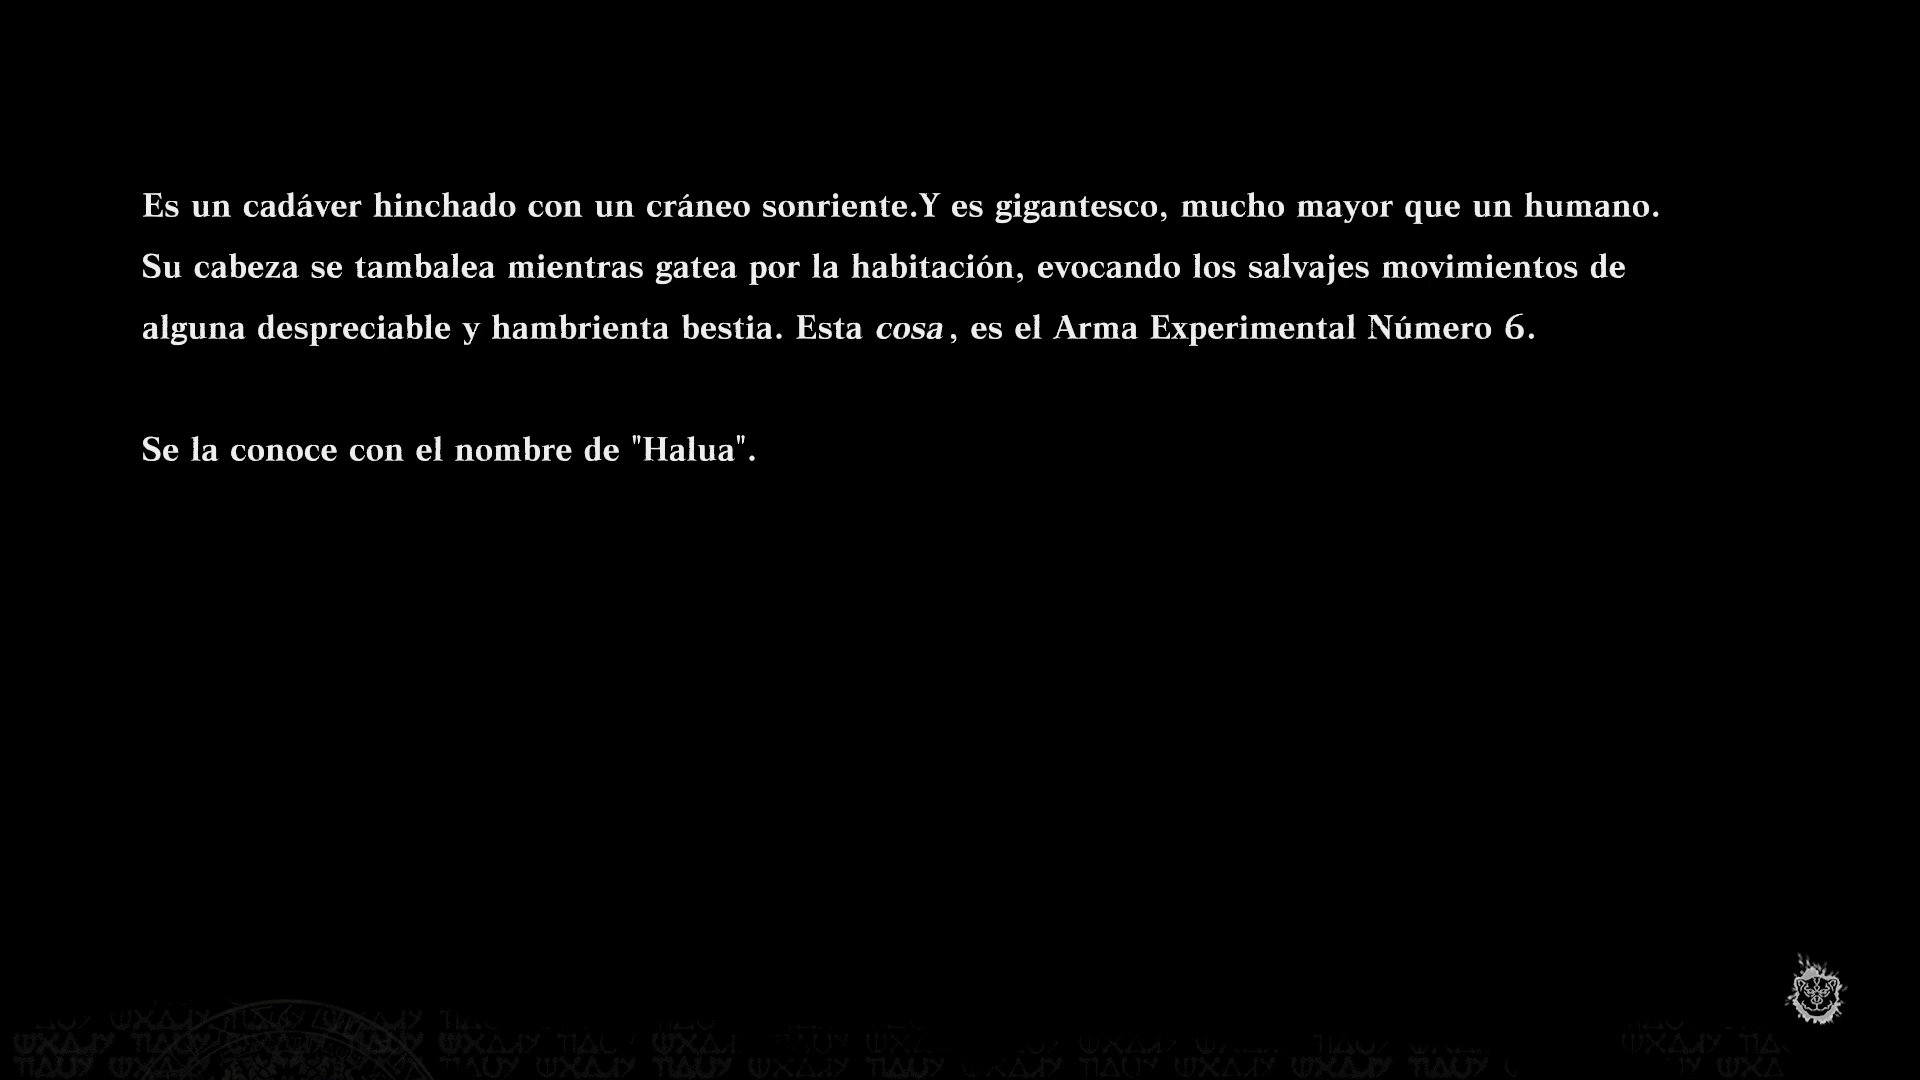 Es un cadáver hinchado con un cráneo sonriente.Y es gigantesco, mucho mayor que un humano.
Su cabeza se tambalea mientras gatea por la habitación, evocando los salvajes movimientos de
alguna despreciable y hambrienta bestia. Esta cosa , es el Arma Experimental Número 6.
Se la conoce con el nombre de "Halua".